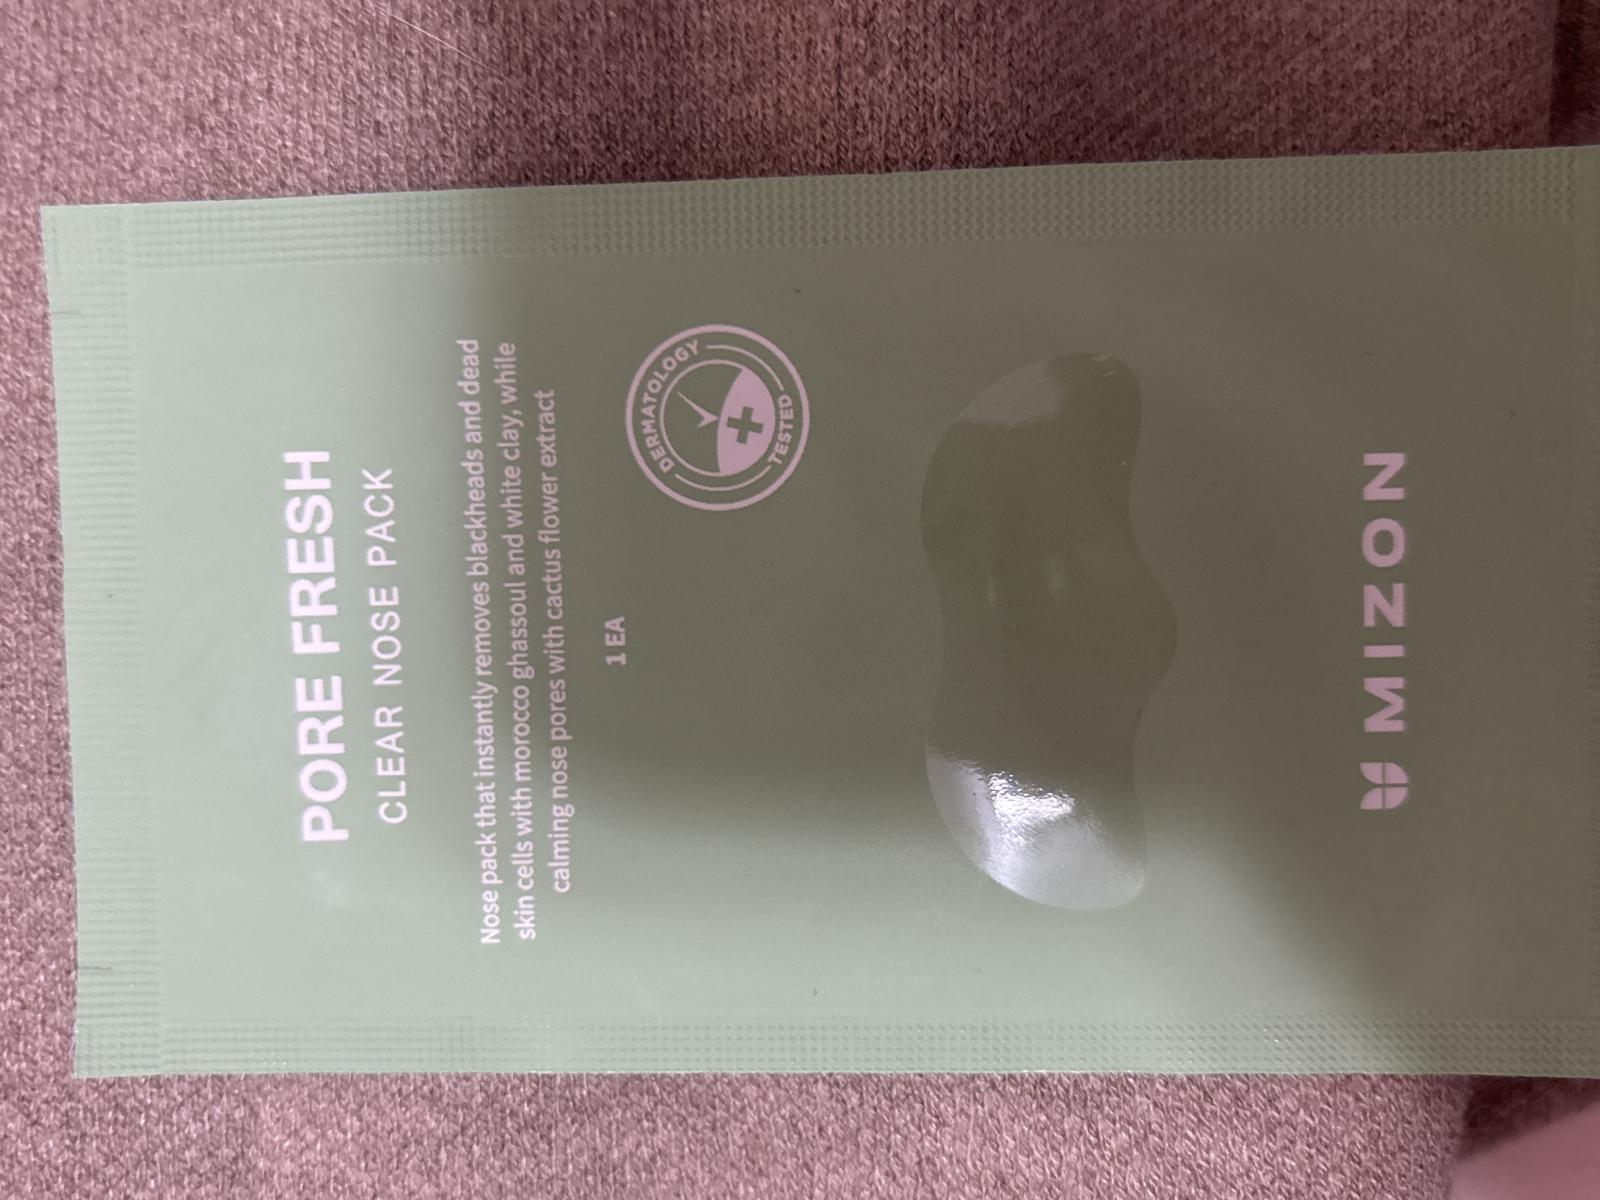 PORE FRESH
CLEAR NOSE PACK
Nose pack that instantly removes blackheads and dead
skin cells with morocco ghassoul and white clay, while
calming nose pores with cactus flower extract
1 EA
DERMATOLOGY
TESTED
MIZON